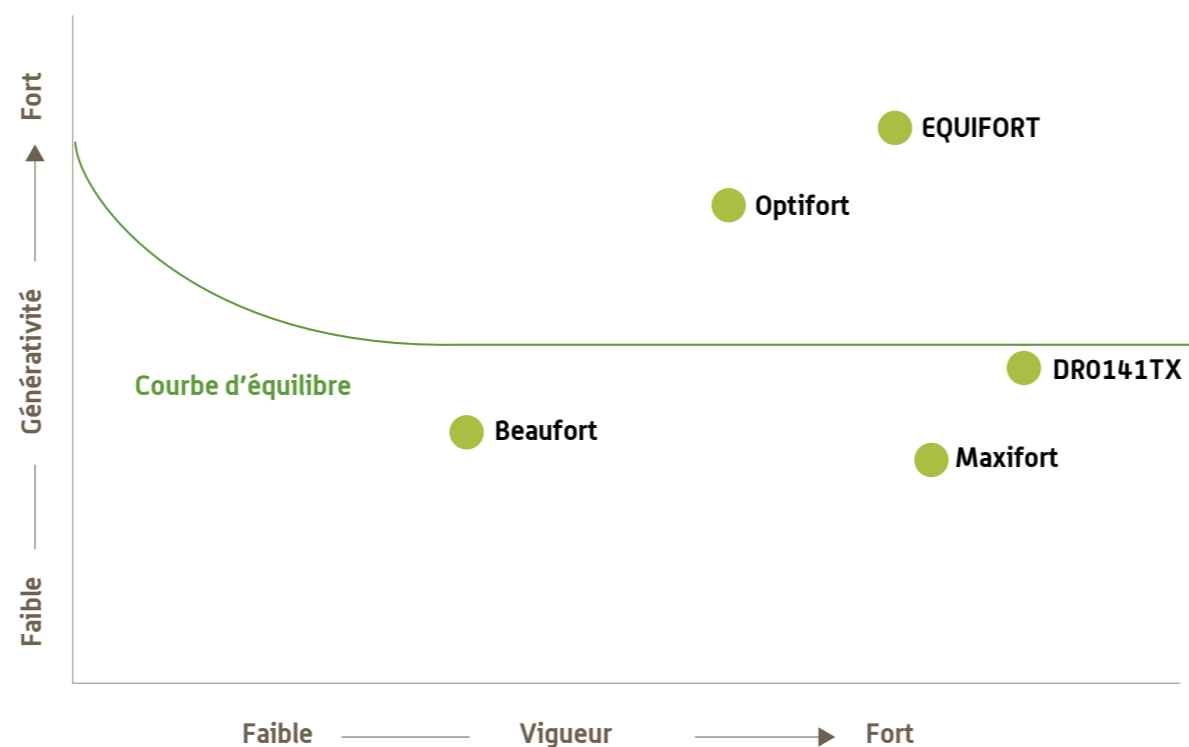 Fort
Générativité
Faible
EQUIFORT
Optifort
Courbe d'équilibre
DR0141TX
Beaufort
Maxifort
Faible
Vigueur
Fort